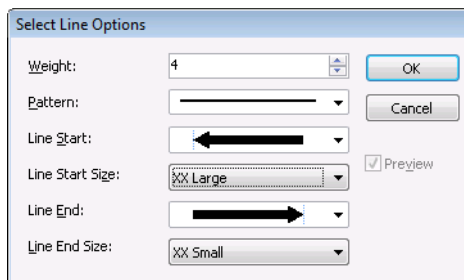 Select Line Options
Weight: 4 OK
Pattern: Cancel
Line Start:
Preview
Line Start Size: XX Large
Line End:
Line End Size: XX Small